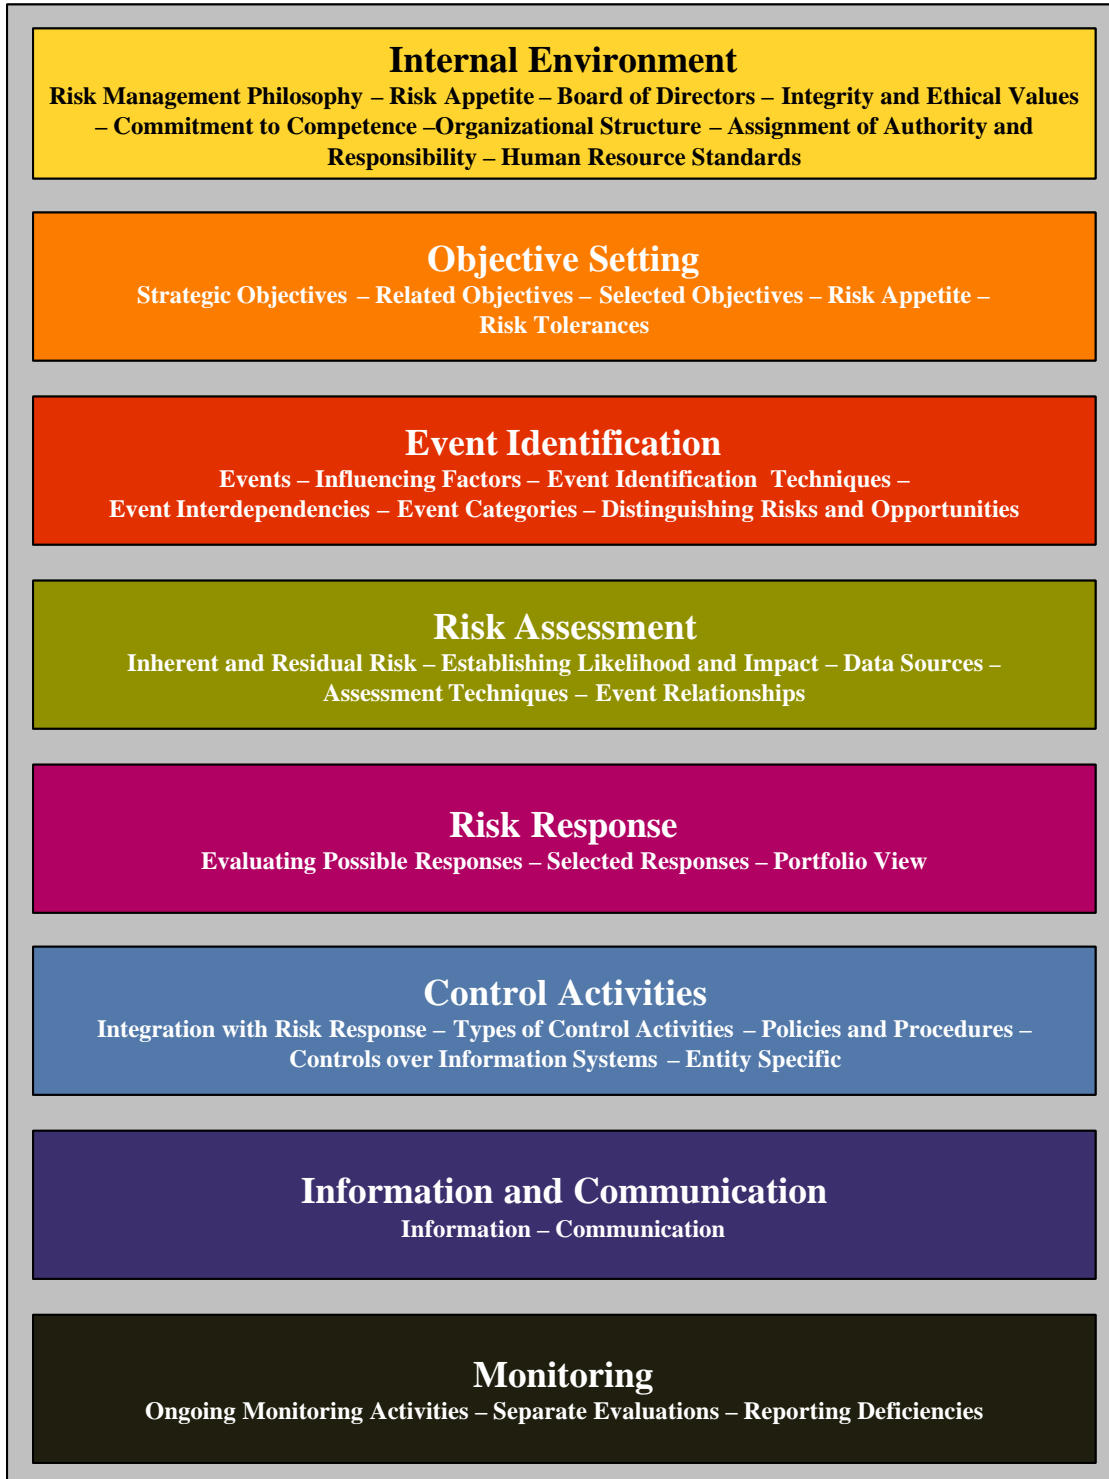 Internal Environment
Risk Management Philosophy – Risk Appetite – Board of Directors – Integrity and Ethical Values
– Commitment to Competence –Organizational Structure – Assignment of Authority and
Responsibility – Human Resource Standards
Objective Setting
Strategic Objectives – Related Objectives – Selected Objectives – Risk Appetite –
Risk Tolerances
Event Identification
Events – Influencing Factors – Event Identification Techniques –
Event Interdependencies – Event Categories – Distinguishing Risks and Opportunities
Risk Assessment
Inherent and Residual Risk – Establishing Likelihood and Impact – Data Sources –
Assessment Techniques – Event Relationships
Risk Response
Evaluating Possible Responses – Selected Responses – Portfolio View
Control Activities
Integration with Risk Response – Types of Control Activities – Policies and Procedures –
Controls over Information Systems – Entity Specific
Information and Communication
Information – Communication
Monitoring
Ongoing Monitoring Activities – Separate Evaluations – Reporting Deficiencies